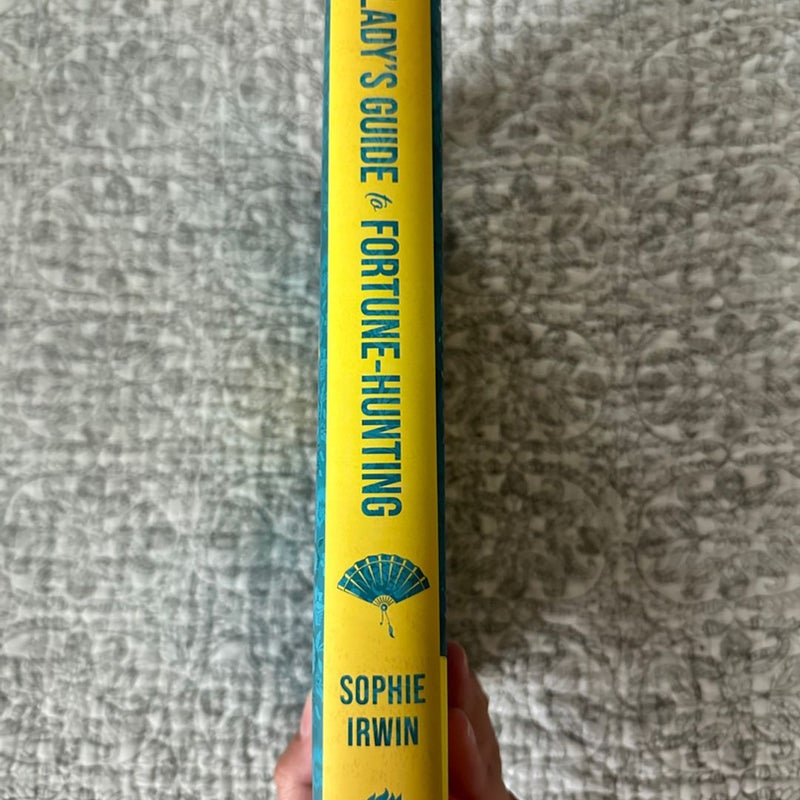 LADY'S GUIDE to FORTUNE-HUNTING
SOPHIE
IRWIN